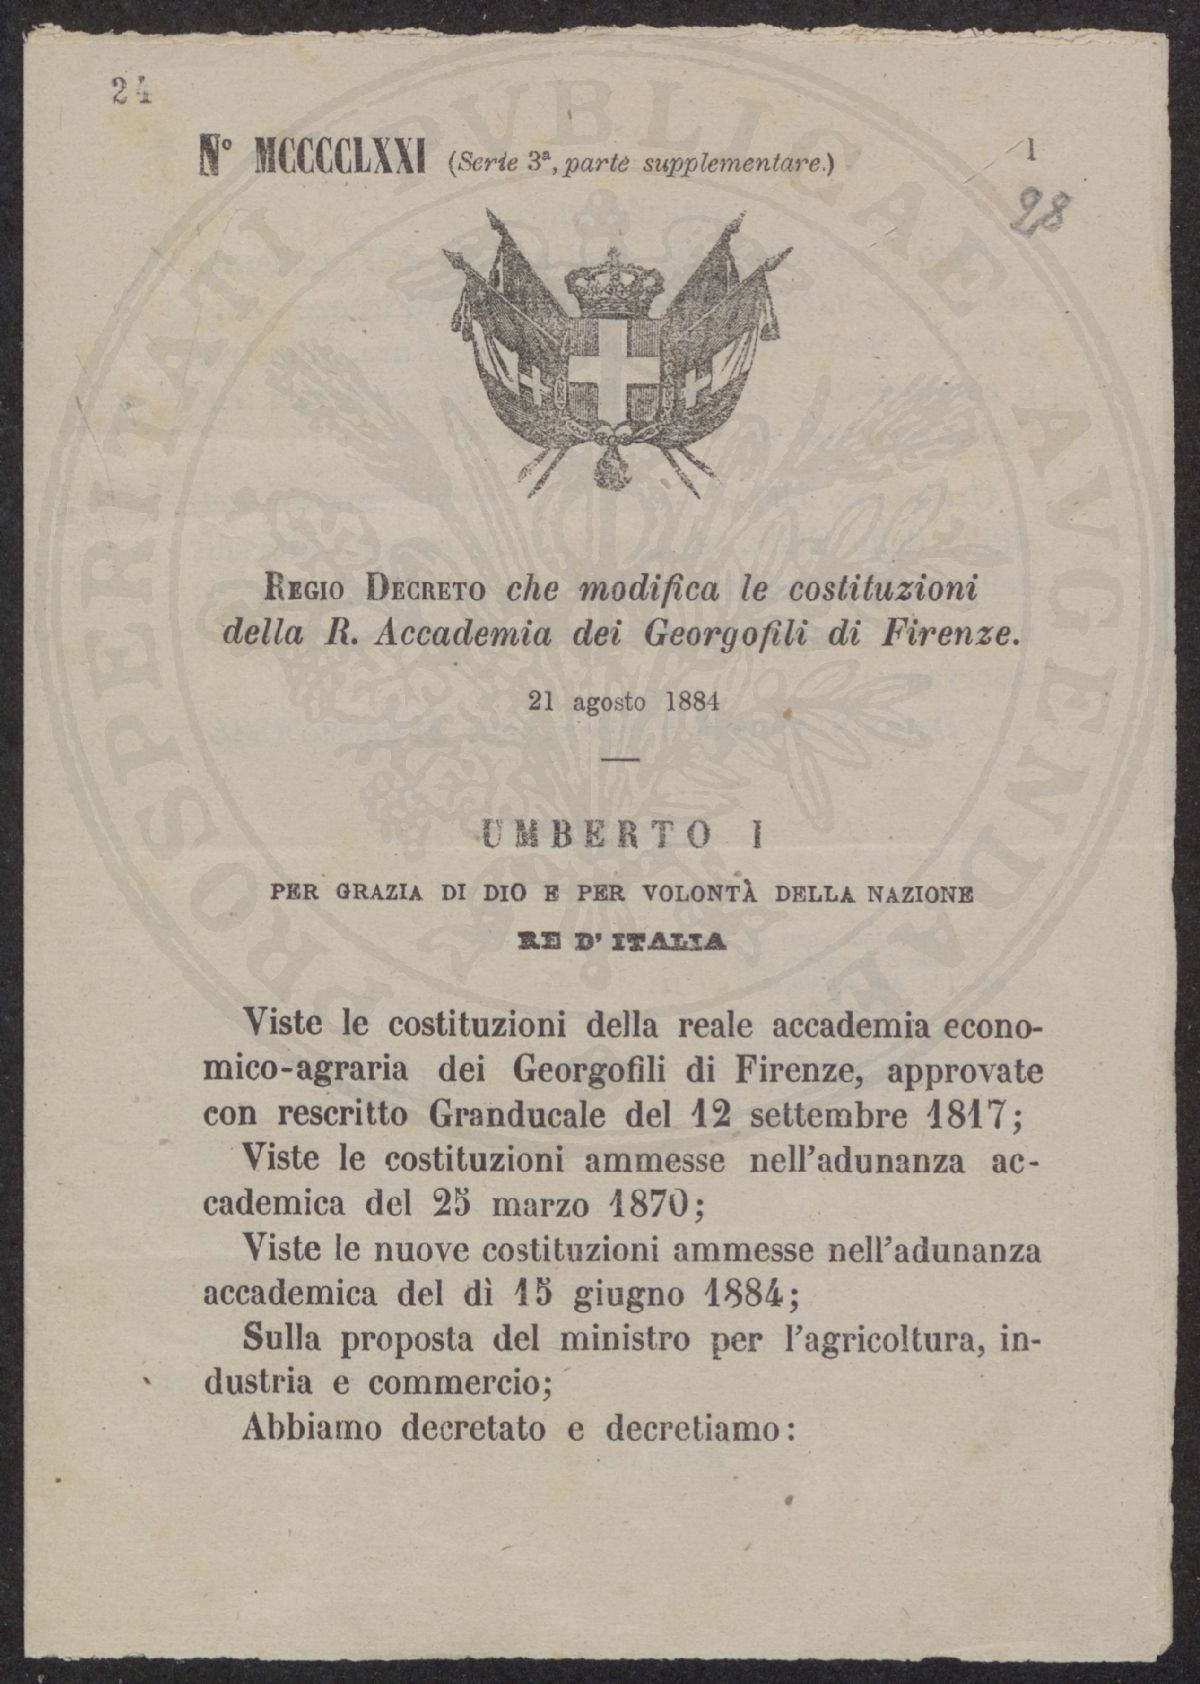 24
N° MCCCCLXXI (Serie 3ª, parte supplementare.)
1
28
REGIO DECRETO che modifica le costituzioni
della R. Accademia dei Georgofili di Firenze.
21 agosto 1884
UMBERTO I
PER GRAZIA DI DIO E PER VOLONTÀ DELLA NAZIONE
RE D'ITALIA
Viste le costituzioni della reale accademia econo-
mico-agraria dei Georgofili di Firenze, approvate
con rescritto Granducale del 12 settembre 1817;
Viste le costituzioni ammesse nell'adunanza ac-
cademica del 25 marzo 1870;
Viste le nuove costituzioni ammesse nell'adunanza
accademica del dì 15 giugno 1884;
Sulla proposta del ministro per l'agricoltura, in-
dustria e commercio;
Abbiamo decretato e decretiamo:
PROSPERITATI PVBLICAE AVGENDAE